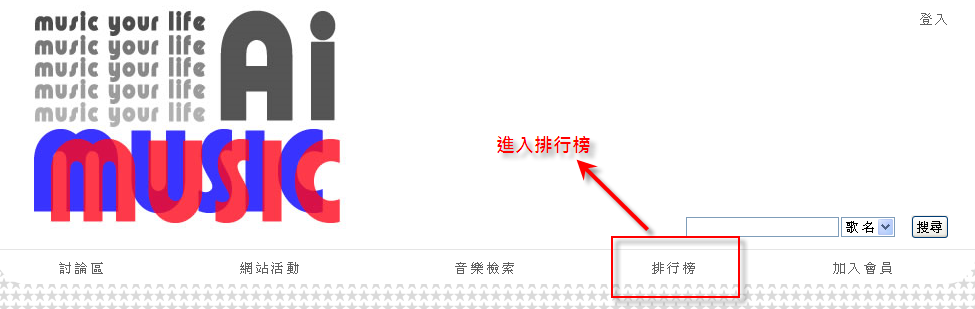 music your life
music your life
music your life
music your life
music your life
Ai
music
登入
進入排行榜
歌名
搜尋
討論區
網站活動
音樂檢索
排行榜
加入會員